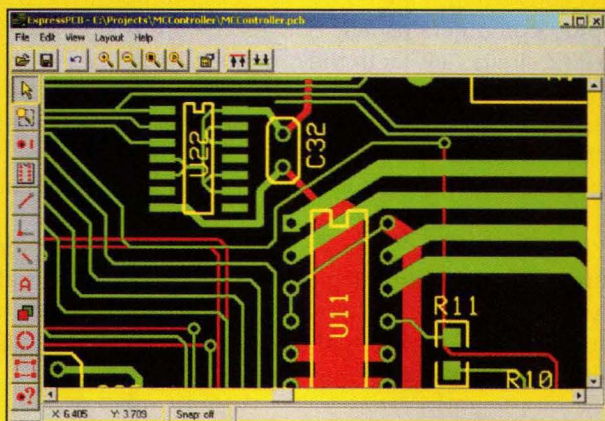 ExpressPCB - C:\Projects\MCController\MCController.pcb
File Edit View Layout Help
U22
C32
U11
R11
R10
X: 6.405 Y: 3.709 Snap: off